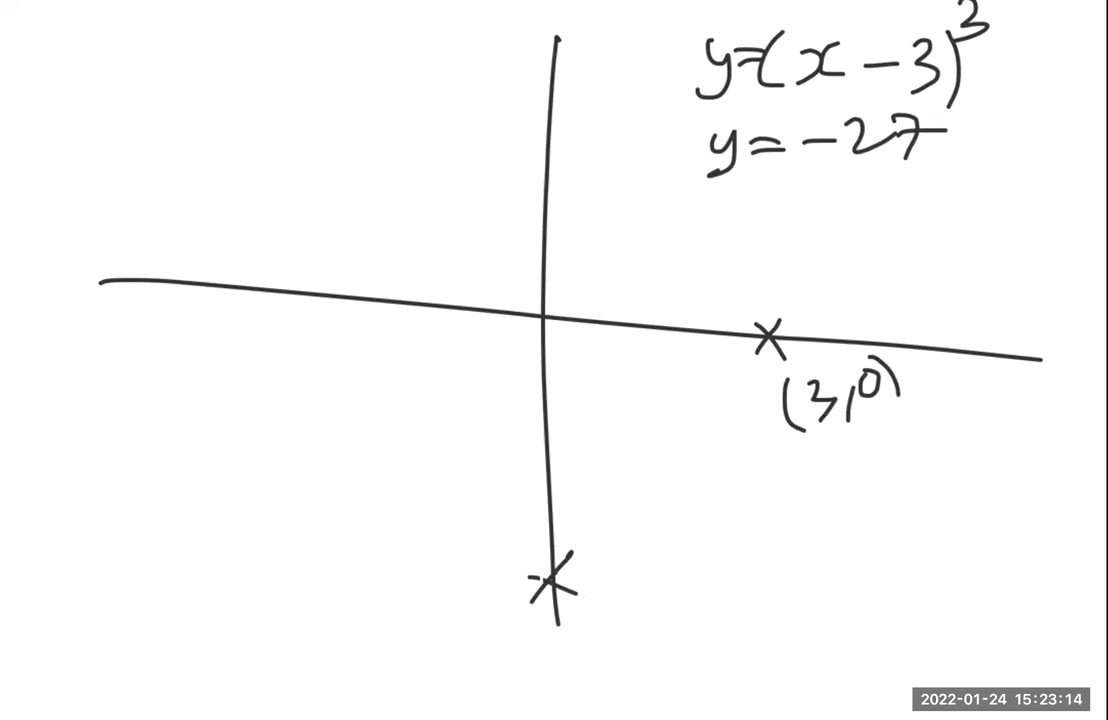 y=(x-3)³
y=-27
(3,0)
2022-01-24 15:23:14